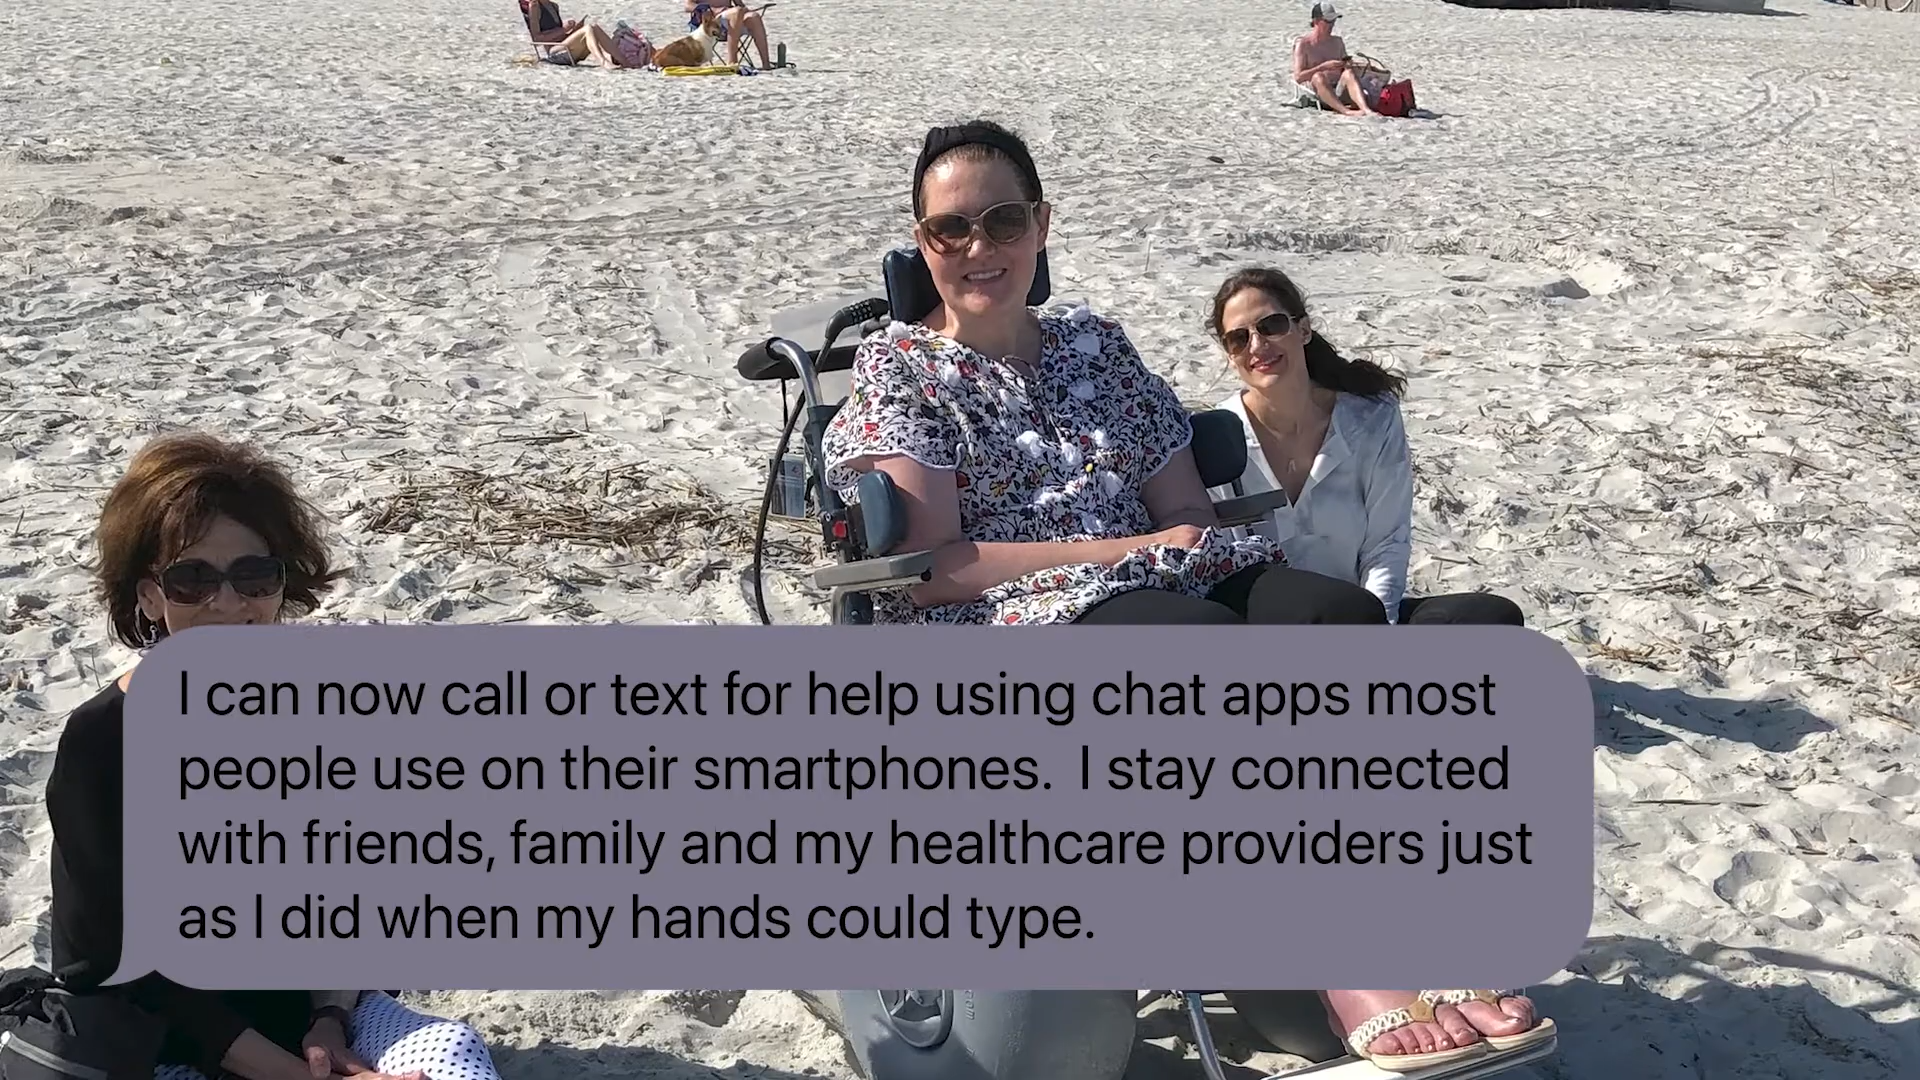 I can now call or text for help using chat apps most
people use on their smartphones.  I stay connected
with friends, family and my healthcare providers just
as I did when my hands could type.